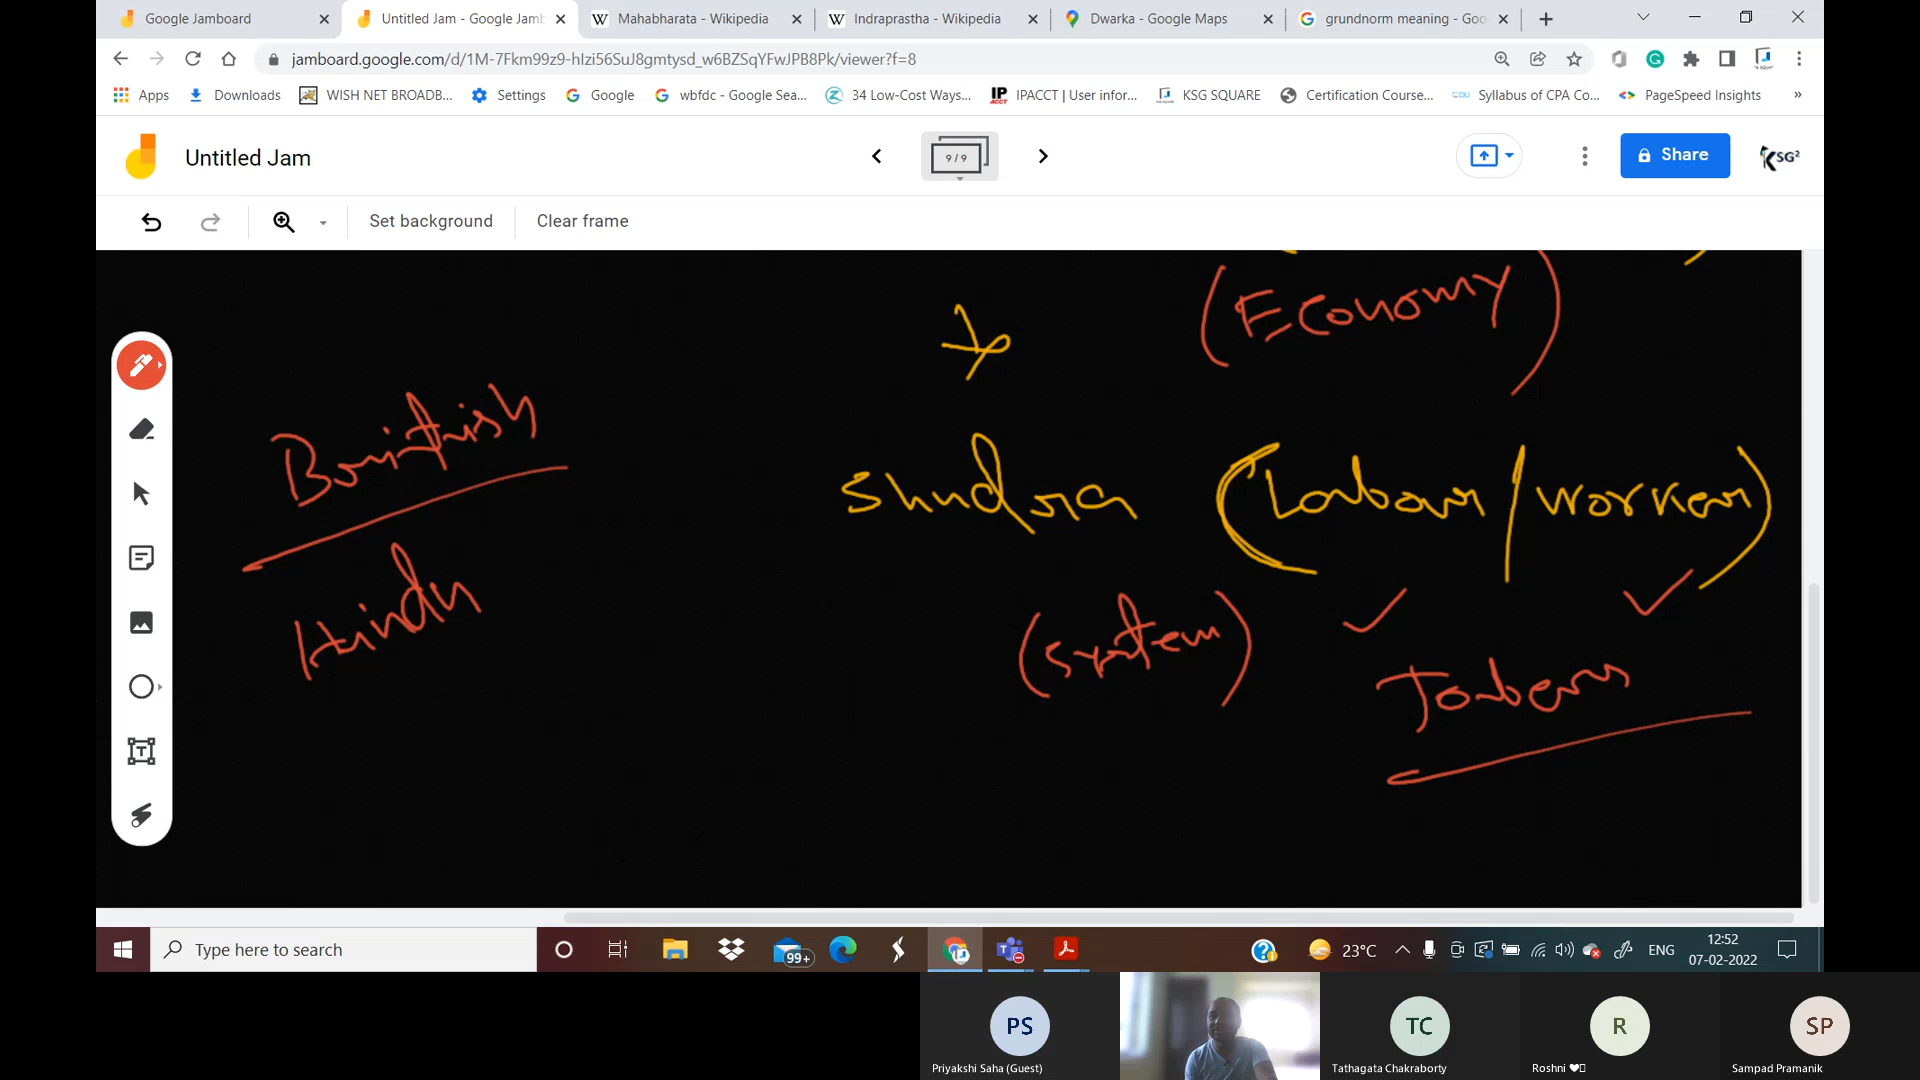 Google Jamboard
Untitled Jam - Google Jamb
Mahabharata - Wikipedia
Indraprastha - Wikipedia
Dwarka - Google Maps
grundnorm meaning - Goo
jamboard.google.com/d/1M-7Fkm99z9-hIzi56SuJ8gmtysd_w6BZSqYFwJPB8Pk/viewer?f=8
Apps
Downloads
WISH NET BROADB...
Settings
Google
wbfdc - Google Sea...
34 Low-Cost Ways...
IPACCT | User infor...
KSG SQUARE
Certification Course...
Syllabus of CPA Co...
PageSpeed Insights
»
Untitled Jam
9 / 9
Share
KSG²
Set background
Clear frame
(Economy)
Hindu
Shudra (Labour/worker)
(system)
Type here to search
99+
23°C
ENG
12:52
07-02-2022
PS
TC
R
SP
Priyakshi Saha (Guest)
Tathagata Chakraborty
Roshni
Sampad Pramanik